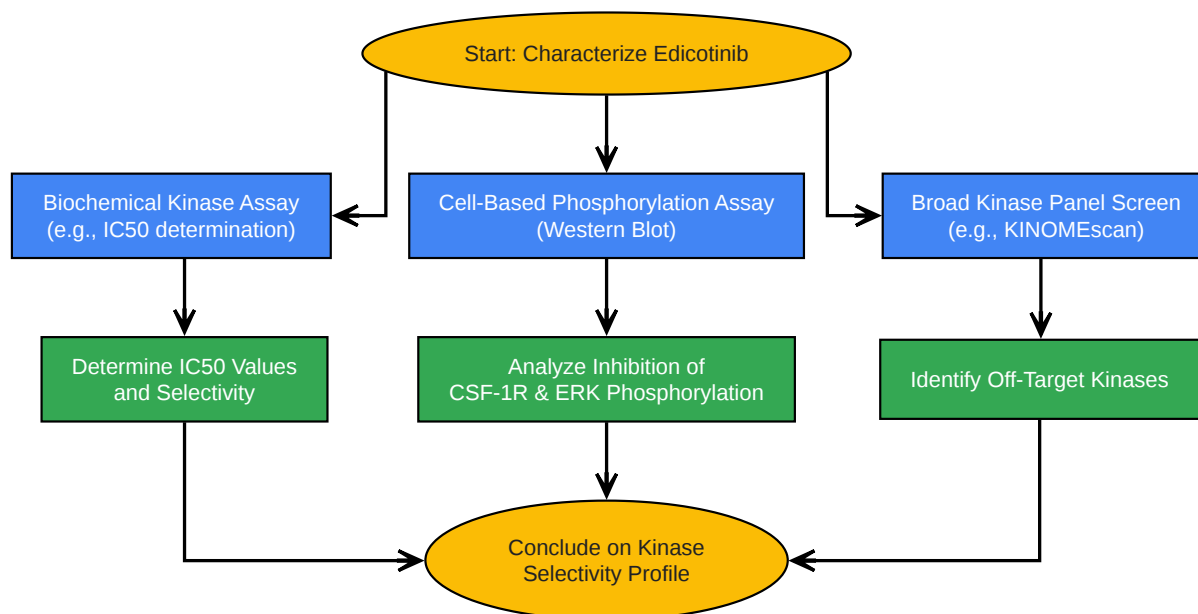 Start: Characterize Edicotinib
Biochemical Kinase Assay
(e.g., IC50 determination)
Cell-Based Phosphorylation Assay
(Western Blot)
Broad Kinase Panel Screen
(e.g., KINOMEscan)
Determine IC50 Values
and Selectivity
Analyze Inhibition of
CSF-1R & ERK Phosphorylation
Identify Off-Target Kinases
Conclude on Kinase
Selectivity Profile